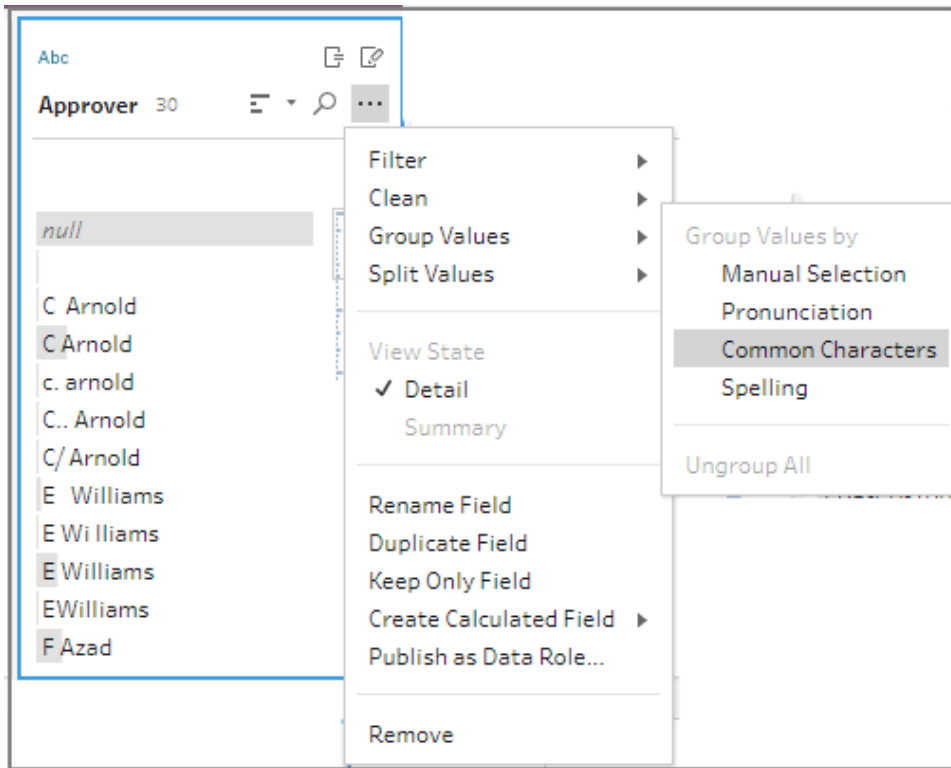 Abc
Approver 30
null
C  Arnold
C Arnold
c. arnold
C.. Arnold
C/ Arnold
E   Williams
E Wi lliams
E Williams
EWilliams
F Azad
Filter
Clean
Group Values
Split Values
View State
Detail
Summary
Rename Field
Duplicate Field
Keep Only Field
Create Calculated Field
Publish as Data Role...
Remove
Group Values by
Manual Selection
Pronunciation
Common Characters
Spelling
Ungroup All